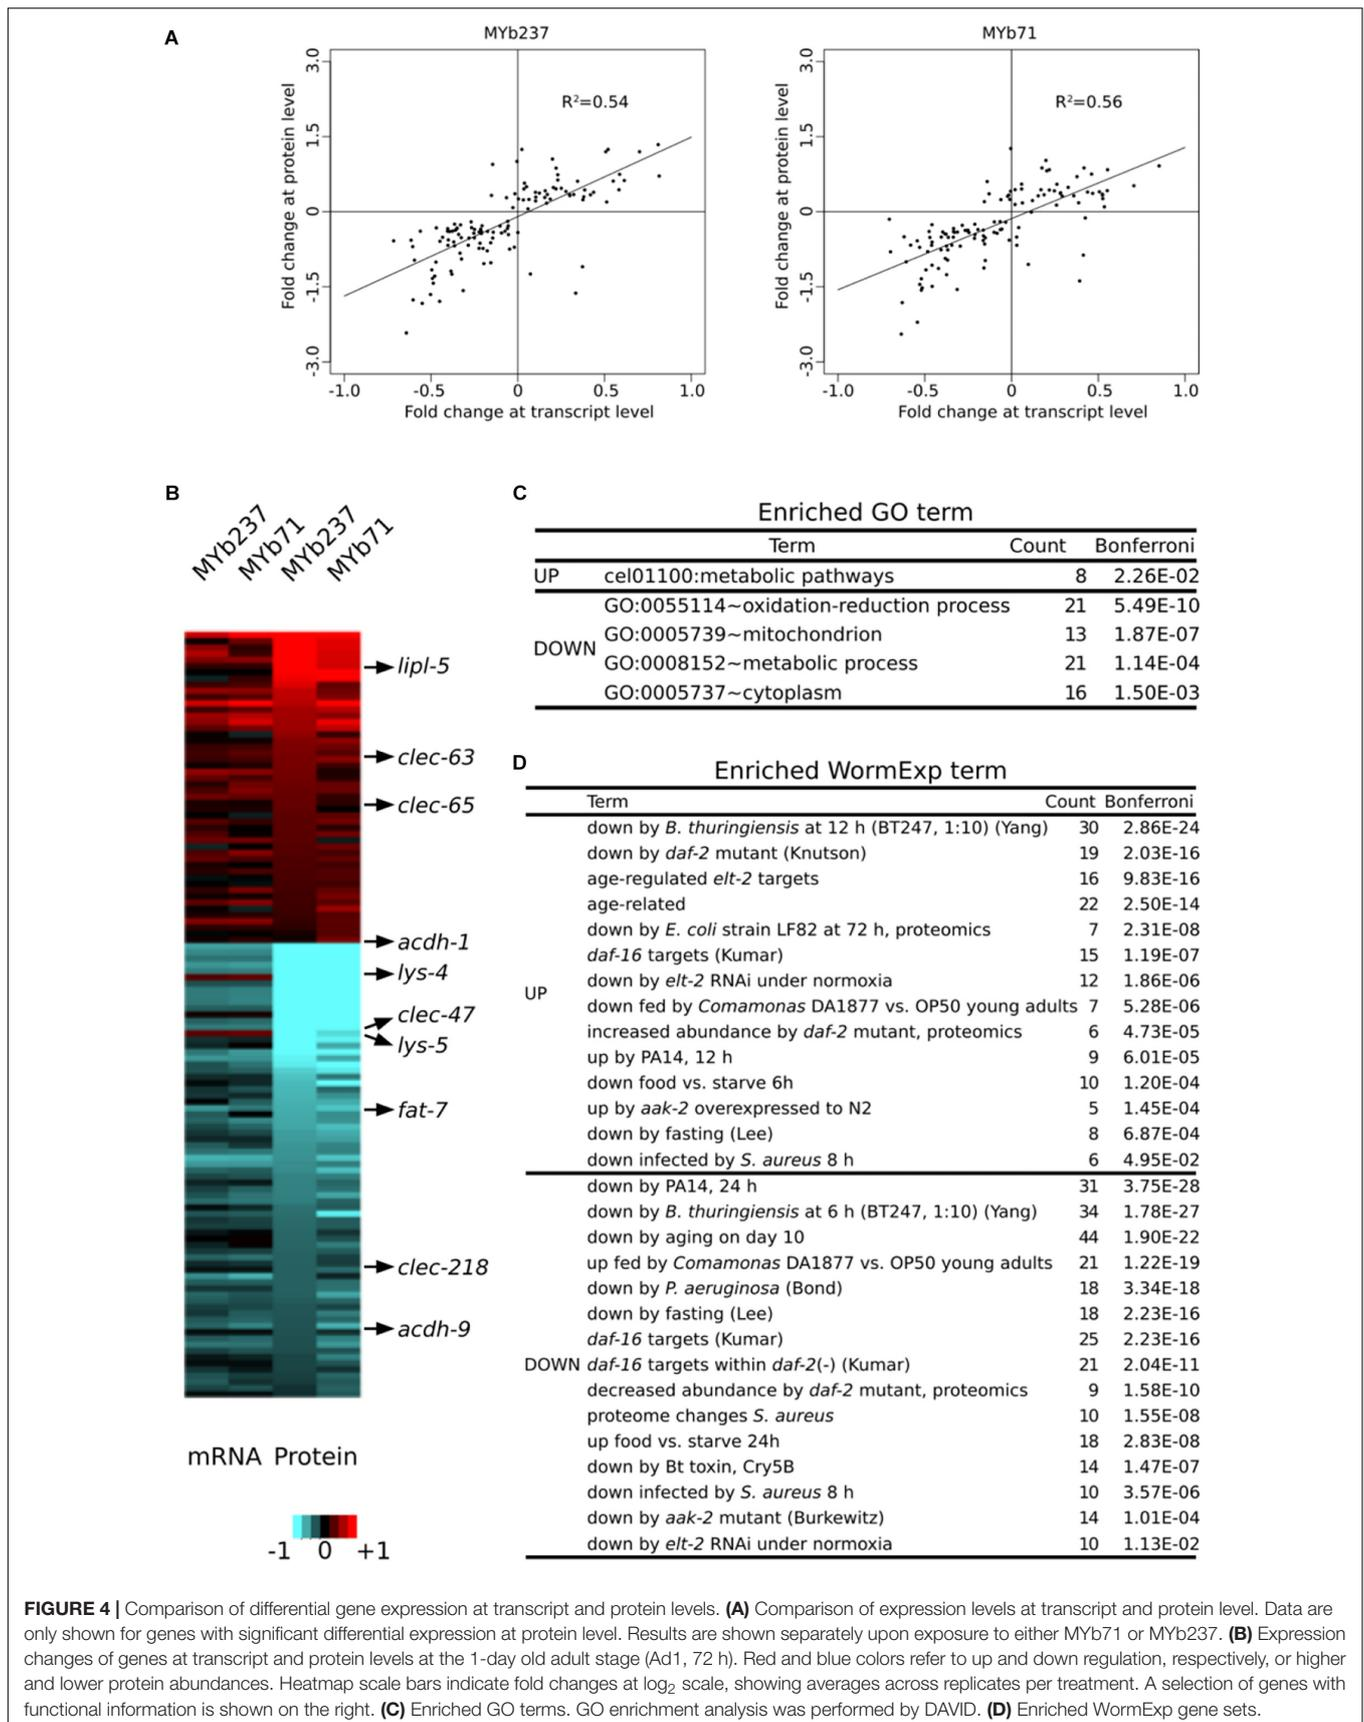 A
MYb237
MYb71
Fold change at protein level
3.0
1.5
0
-1.5
-3.0
R²=0.54
-1.0 -0.5 0 0.5 1.0
Fold change at transcript level
Fold change at protein level
3.0
1.5
0
-1.5
-3.0
R²=0.56
-1.0 -0.5 0 0.5 1.0
Fold change at transcript level
B
MYb237
MYb71
MYb237
MYb71
lipl-5
clec-63
clec-65
acdh-1
lys-4
clec-47
lys-5
fat-7
clec-218
acdh-9
mRNA Protein
-1 0 +1
C
Enriched GO term
Term Count Bonferroni
UP cel01100:metabolic pathways 8 2.26E-02
GO:0055114~oxidation-reduction process 21 5.49E-10
GO:0005739~mitochondrion 13 1.87E-07
DOWN
GO:0008152~metabolic process 21 1.14E-04
GO:0005737~cytoplasm 16 1.50E-03
D
Enriched WormExp term
Term Count Bonferroni
down by B. thuringiensis at 12 h (BT247, 1:10) (Yang) 30 2.86E-24
down by daf-2 mutant (Knutson) 19 2.03E-16
age-regulated elt-2 targets 16 9.83E-16
age-related 22 2.50E-14
down by E. coli strain LF82 at 72 h, proteomics 7 2.31E-08
daf-16 targets (Kumar) 15 1.19E-07
down by elt-2 RNAi under normoxia 12 1.86E-06
UP
down fed by Comamonas DA1877 vs. OP50 young adults 7 5.28E-06
increased abundance by daf-2 mutant, proteomics 6 4.73E-05
up by PA14, 12 h 9 6.01E-05
down food vs. starve 6h 10 1.20E-04
up by aak-2 overexpressed to N2 5 1.45E-04
down by fasting (Lee) 8 6.87E-04
down infected by S. aureus 8 h 6 4.95E-02
down by PA14, 24 h 31 3.75E-28
down by B. thuringiensis at 6 h (BT247, 1:10) (Yang) 34 1.78E-27
down by aging on day 10 44 1.90E-22
up fed by Comamonas DA1877 vs. OP50 young adults 21 1.22E-19
down by P. aeruginosa (Bond) 18 3.34E-18
down by fasting (Lee) 18 2.23E-16
daf-16 targets (Kumar) 25 2.23E-16
DOWN daf-16 targets within daf-2(-) (Kumar) 21 2.04E-11
decreased abundance by daf-2 mutant, proteomics 9 1.58E-10
proteome changes S. aureus 10 1.55E-08
up food vs. starve 24h 18 2.83E-08
down by Bt toxin, Cry5B 14 1.47E-07
down infected by S. aureus 8 h 10 3.57E-06
down by aak-2 mutant (Burkewitz) 14 1.01E-04
down by elt-2 RNAi under normoxia 10 1.13E-02
FIGURE 4 | Comparison of differential gene expression at transcript and protein levels. (A) Comparison of expression levels at transcript and protein level. Data are
only shown for genes with significant differential expression at protein level. Results are shown separately upon exposure to either MYb71 or MYb237. (B) Expression
changes of genes at transcript and protein levels at the 1-day old adult stage (Ad1, 72 h). Red and blue colors refer to up and down regulation, respectively, or higher
and lower protein abundances. Heatmap scale bars indicate fold changes at log₂ scale, showing averages across replicates per treatment. A selection of genes with
functional information is shown on the right. (C) Enriched GO terms. GO enrichment analysis was performed by DAVID. (D) Enriched WormExp gene sets.